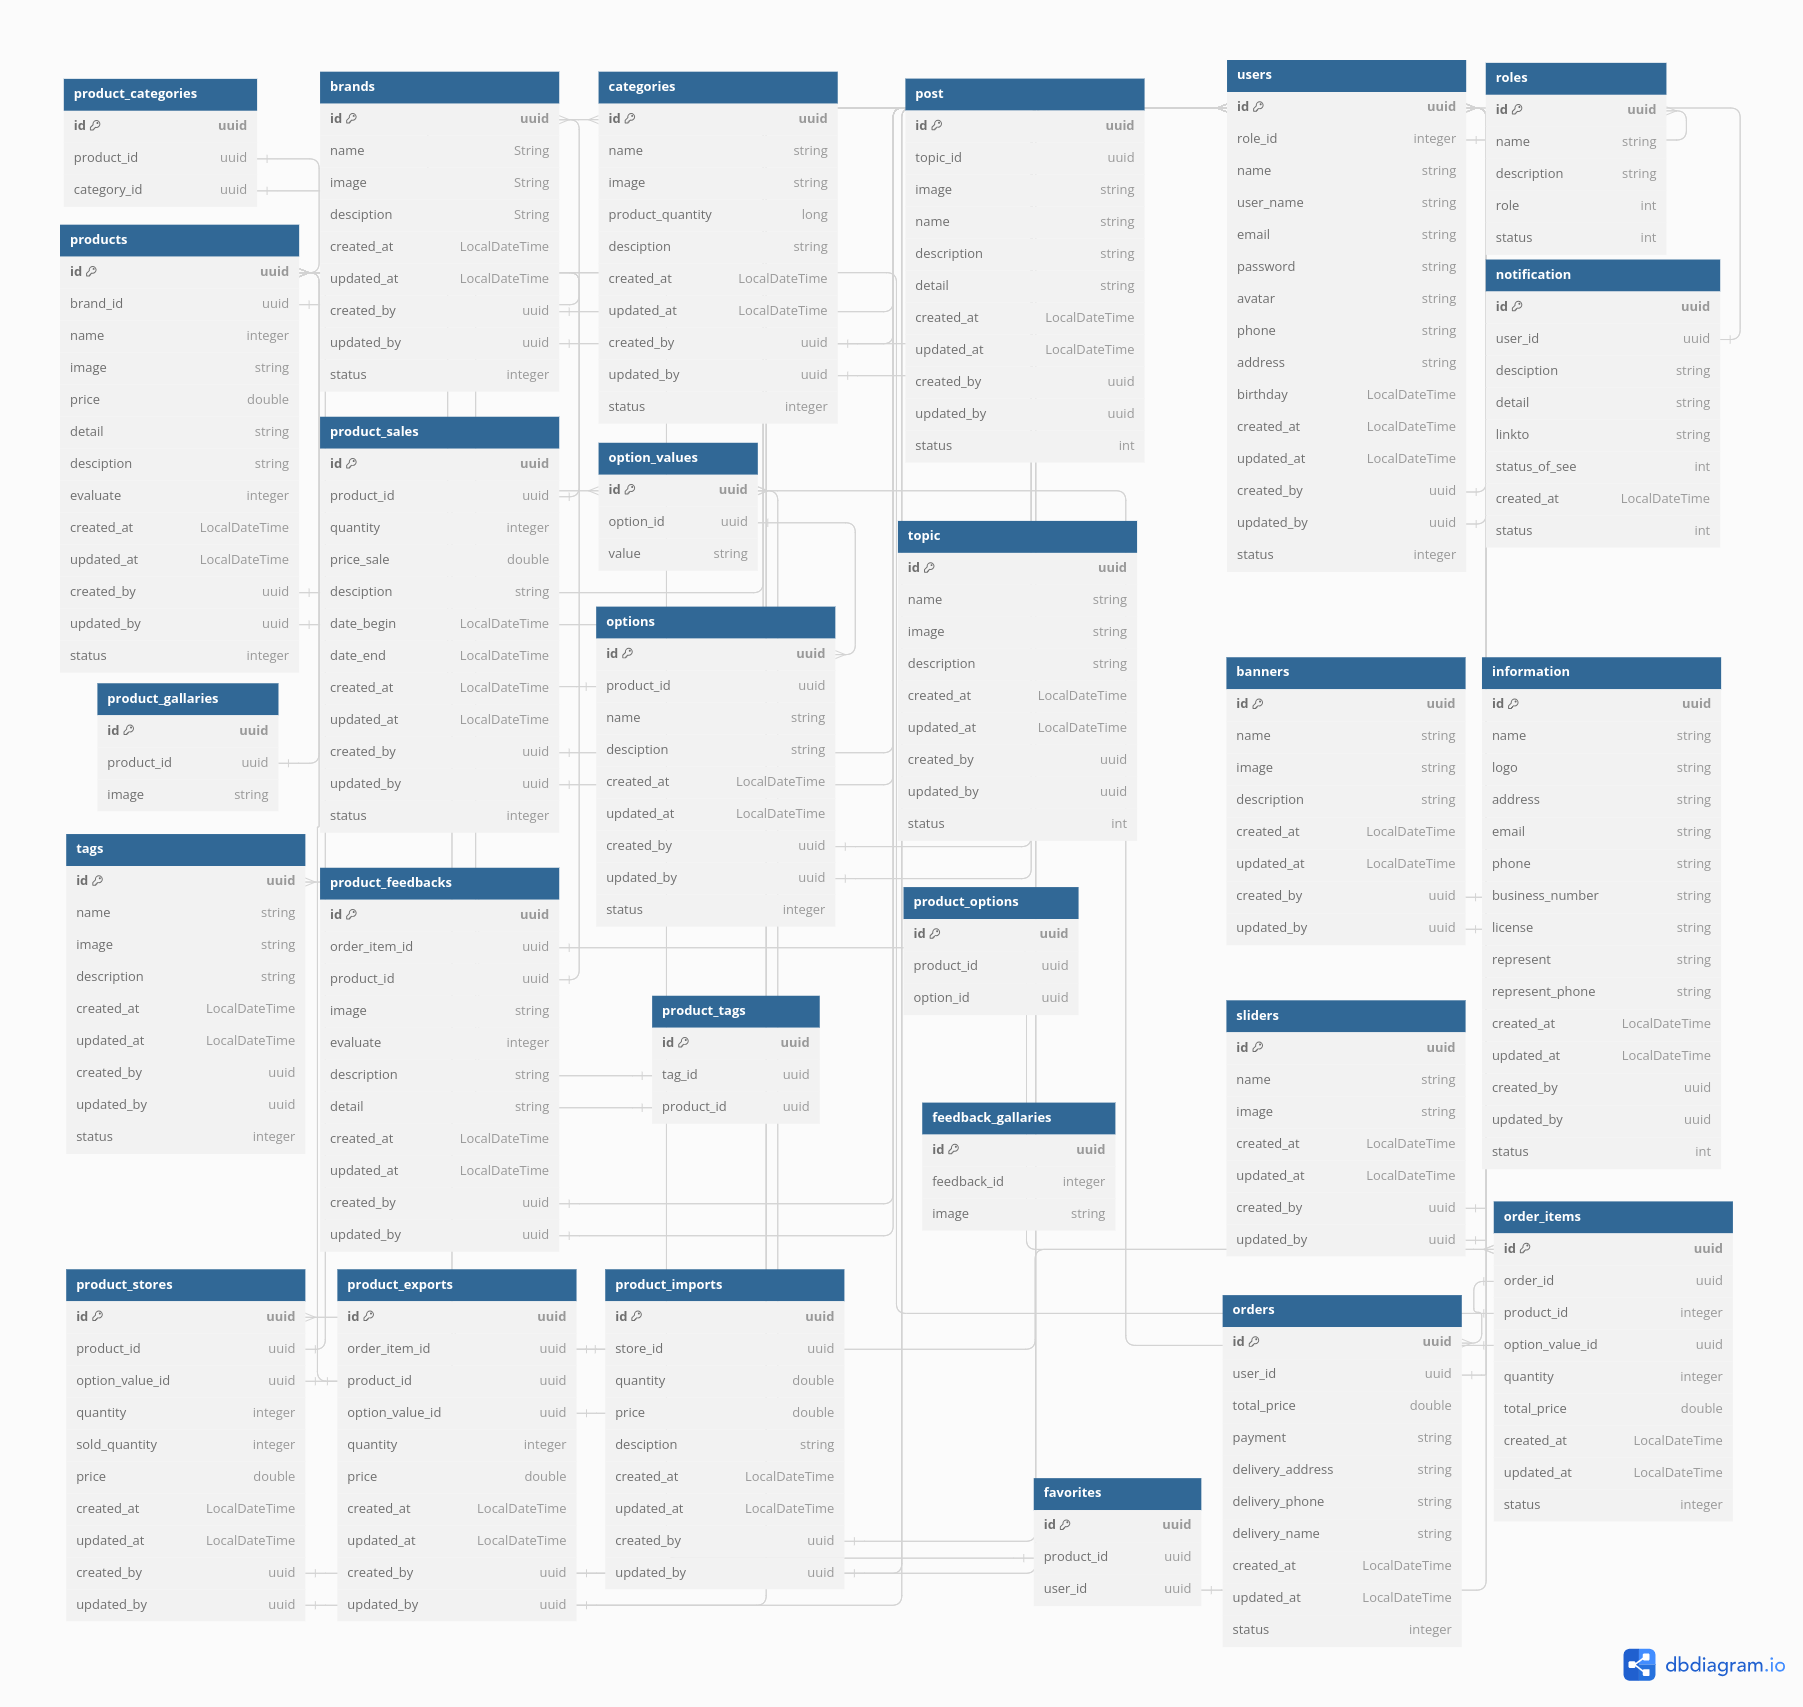 product_categories
id uuid
product_id uuid
category_id uuid
products
id uuid
brand_id uuid
name integer
image string
price double
detail string
desciption string
evaluate integer
created_at LocalDateTime
updated_at LocalDateTime
created_by uuid
updated_by uuid
status integer
product_gallaries
id uuid
product_id uuid
image string
tags
id uuid
name string
image string
description string
created_at LocalDateTime
updated_at LocalDateTime
created_by uuid
updated_by uuid
status integer
product_stores
id uuid
product_id uuid
option_value_id uuid
quantity integer
sold_quantity integer
price double
created_at LocalDateTime
updated_at LocalDateTime
created_by uuid
updated_by uuid
brands
id uuid
name String
image String
desciption String
created_at LocalDateTime
updated_at LocalDateTime
created_by uuid
updated_by uuid
status integer
product_sales
id uuid
product_id uuid
quantity integer
price_sale double
desciption string
date_begin LocalDateTime
date_end LocalDateTime
created_at LocalDateTime
updated_at LocalDateTime
created_by uuid
updated_by uuid
status integer
product_feedbacks
id uuid
order_item_id uuid
product_id uuid
image string
evaluate integer
description string
detail string
created_at LocalDateTime
updated_at LocalDateTime
created_by uuid
updated_by uuid
product_exports
id uuid
order_item_id uuid
product_id uuid
option_value_id uuid
quantity integer
price double
created_at LocalDateTime
updated_at LocalDateTime
created_by uuid
updated_by uuid
categories
id uuid
name string
image string
product_quantity long
desciption string
created_at LocalDateTime
updated_at LocalDateTime
created_by uuid
updated_by uuid
status integer
option_values
id uuid
option_id uuid
value string
options
id uuid
product_id uuid
name string
desciption string
created_at LocalDateTime
updated_at LocalDateTime
created_by uuid
updated_by uuid
status integer
product_tags
id uuid
tag_id uuid
product_id uuid
product_imports
id uuid
store_id uuid
quantity double
price double
desciption string
created_at LocalDateTime
updated_at LocalDateTime
created_by uuid
updated_by uuid
post
id uuid
topic_id uuid
image string
name string
description string
detail string
created_at LocalDateTime
updated_at LocalDateTime
created_by uuid
updated_by uuid
status int
topic
id uuid
name string
image string
description string
created_at LocalDateTime
updated_at LocalDateTime
created_by uuid
updated_by uuid
status int
product_options
id uuid
product_id uuid
option_id uuid
feedback_gallaries
id uuid
feedback_id integer
image string
favorites
id uuid
product_id uuid
user_id uuid
users
id uuid
role_id integer
name string
user_name string
email string
password string
avatar string
phone string
address string
birthday LocalDateTime
created_at LocalDateTime
updated_at LocalDateTime
created_by uuid
updated_by uuid
status integer
banners
id uuid
name string
image string
description string
created_at LocalDateTime
updated_at LocalDateTime
created_by uuid
updated_by uuid
sliders
id uuid
name string
image string
created_at LocalDateTime
updated_at LocalDateTime
created_by uuid
updated_by uuid
orders
id uuid
user_id uuid
total_price double
payment string
delivery_address string
delivery_phone string
delivery_name string
created_at LocalDateTime
updated_at LocalDateTime
status integer
roles
id uuid
name string
description string
role int
status int
notification
id uuid
user_id uuid
desciption string
detail string
linkto string
status_of_see int
created_at LocalDateTime
status int
information
id uuid
name string
logo string
address string
email string
phone string
business_number string
license string
represent string
represent_phone string
created_at LocalDateTime
updated_at LocalDateTime
created_by uuid
updated_by uuid
status int
order_items
id uuid
order_id uuid
product_id integer
option_value_id uuid
quantity integer
total_price double
created_at LocalDateTime
updated_at LocalDateTime
status integer
dbdiagram.io